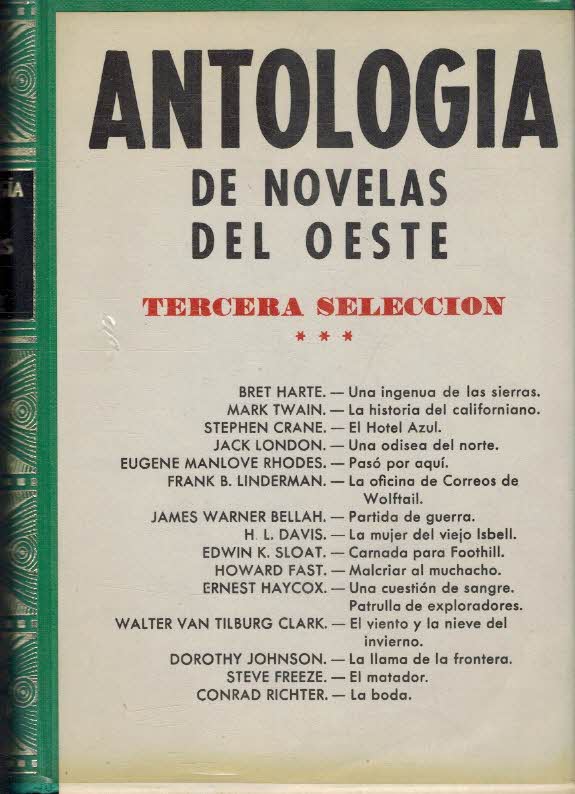 ANTOLOGIA
DE NOVELAS
DEL OESTE
TERCERA SELECCION
* * *
BRET HARTE. — Una ingenua de las sierras.
MARK TWAIN. — La historia del californiano.
STEPHEN CRANE. — El Hotel Azul.
JACK LONDON. — Una odisea del norte.
EUGENE MANLOVE RHODES. — Pasó por aquí.
FRANK B. LINDERMAN. — La oficina de Correos de
Wolftail.
JAMES WARNER BELLAH. — Partida de guerra.
H. L. DAVIS. — La mujer del viejo Isbell.
EDWIN K. SLOAT. — Carnada para Foothill.
HOWARD FAST. — Malcriar al muchacho.
ERNEST HAYCOX. — Una cuestión de sangre.
Patrulla de exploradores.
WALTER VAN TILBURG CLARK. — El viento y la nieve del
invierno.
DOROTHY JOHNSON. — La llama de la frontera.
STEVE FREEZE. — El matador.
CONRAD RICHTER. — La boda.